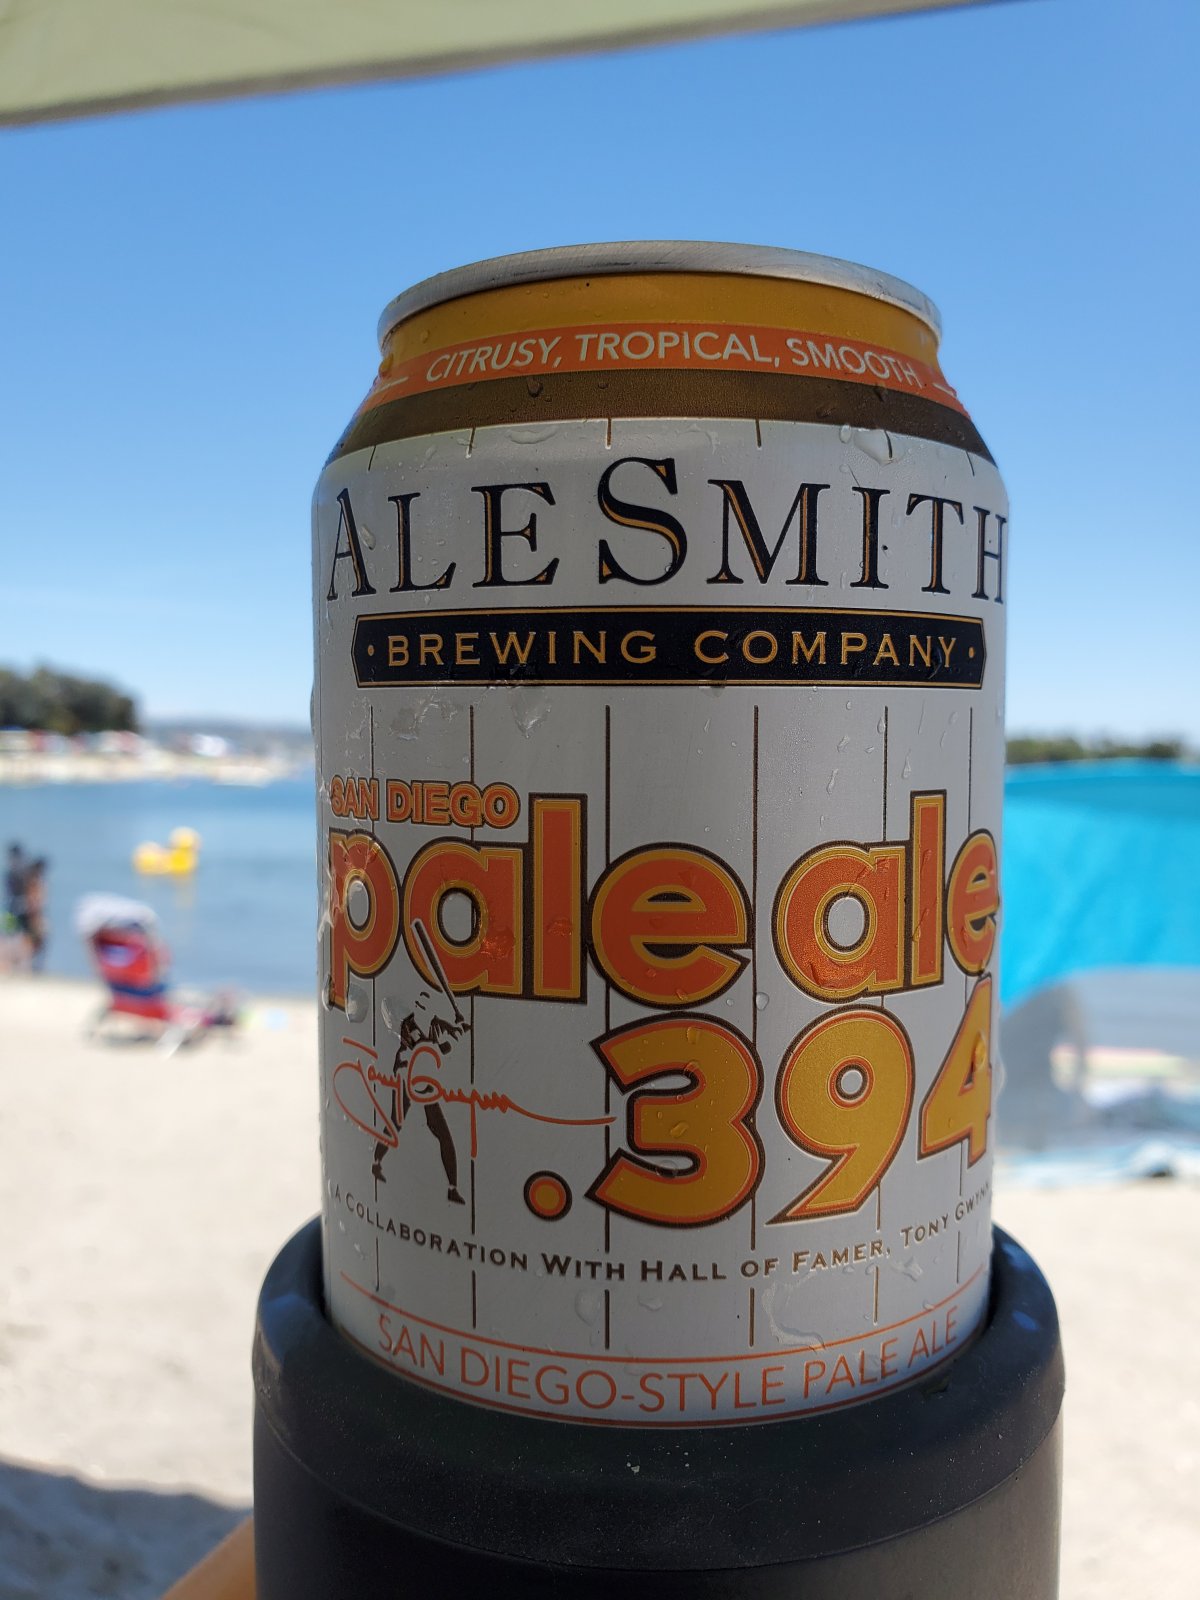 CITRUSY, TROPICAL, SMOOTH
ALESMITH
· BREWING COMPANY ·
SAN DIEGO
pale ale
.394
Tony Gwynn
A COLLABORATION WITH HALL OF FAMER, TONY GWYNN
SAN DIEGO-STYLE PALE ALE